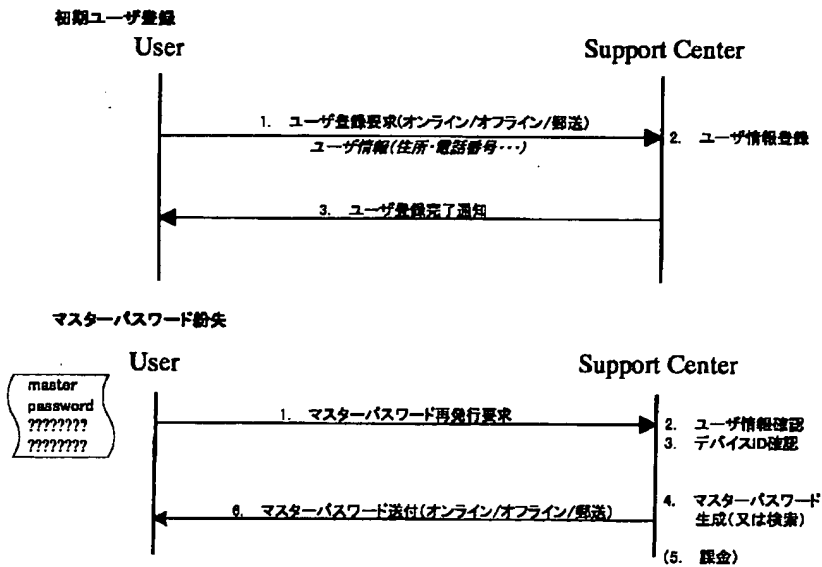 初期ユーザ登録
User
Support Center
1. ユーザ登録要求(オンライン/オフライン/郵送)
ユーザ情報(住所・電話番号・・・)
2. ユーザ情報登録
3. ユーザ登録完了通知
マスターパスワード紛失
User
Support Center
master
password
????????
????????
1. マスターパスワード再発行要求
2. ユーザ情報確認
3. デバイスID確認
4. マスターパスワード
生成(又は検索)
6. マスターパスワード送付(オンライン/オフライン/郵送)
(5. 課金)